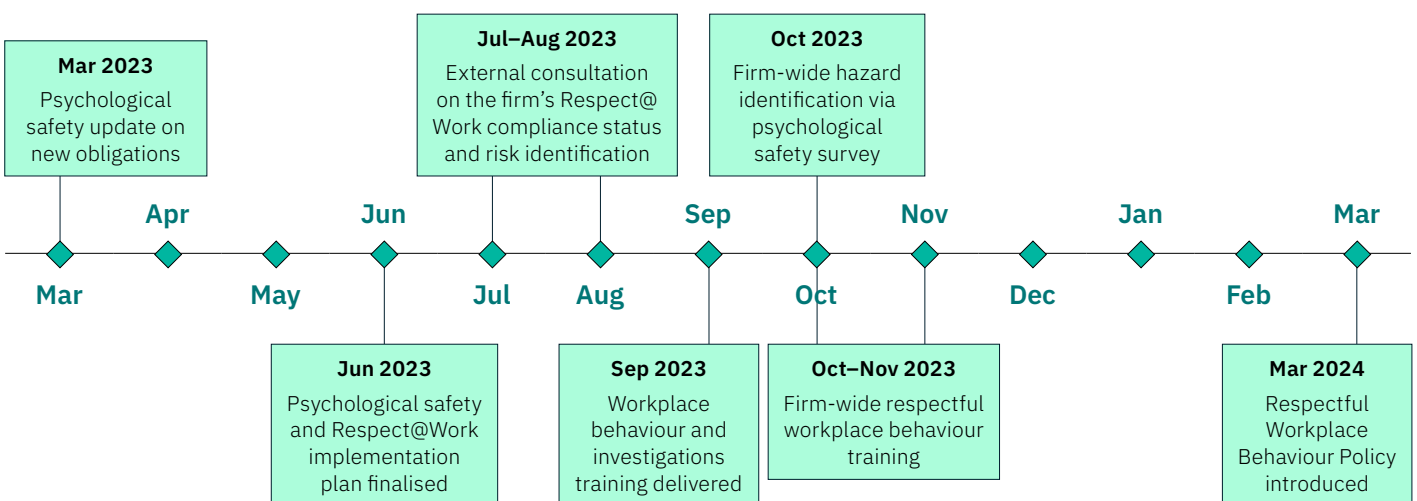 Mar 2023
Psychological
safety update on
new obligations
Jul–Aug 2023
External consultation
on the firm's Respect@
Work compliance status
and risk identification
Oct 2023
Firm-wide hazard
identification via
psychological
safety survey
Apr
Jun
Sep
Nov
Jan
Mar
Mar
May
Jul
Aug
Oct
Dec
Feb
Jun 2023
Psychological safety
and Respect@Work
implementation
plan finalised
Sep 2023
Workplace
behaviour and
investigations
training delivered
Oct–Nov 2023
Firm-wide respectful
workplace behaviour
training
Mar 2024
Respectful
Workplace
Behaviour Policy
introduced